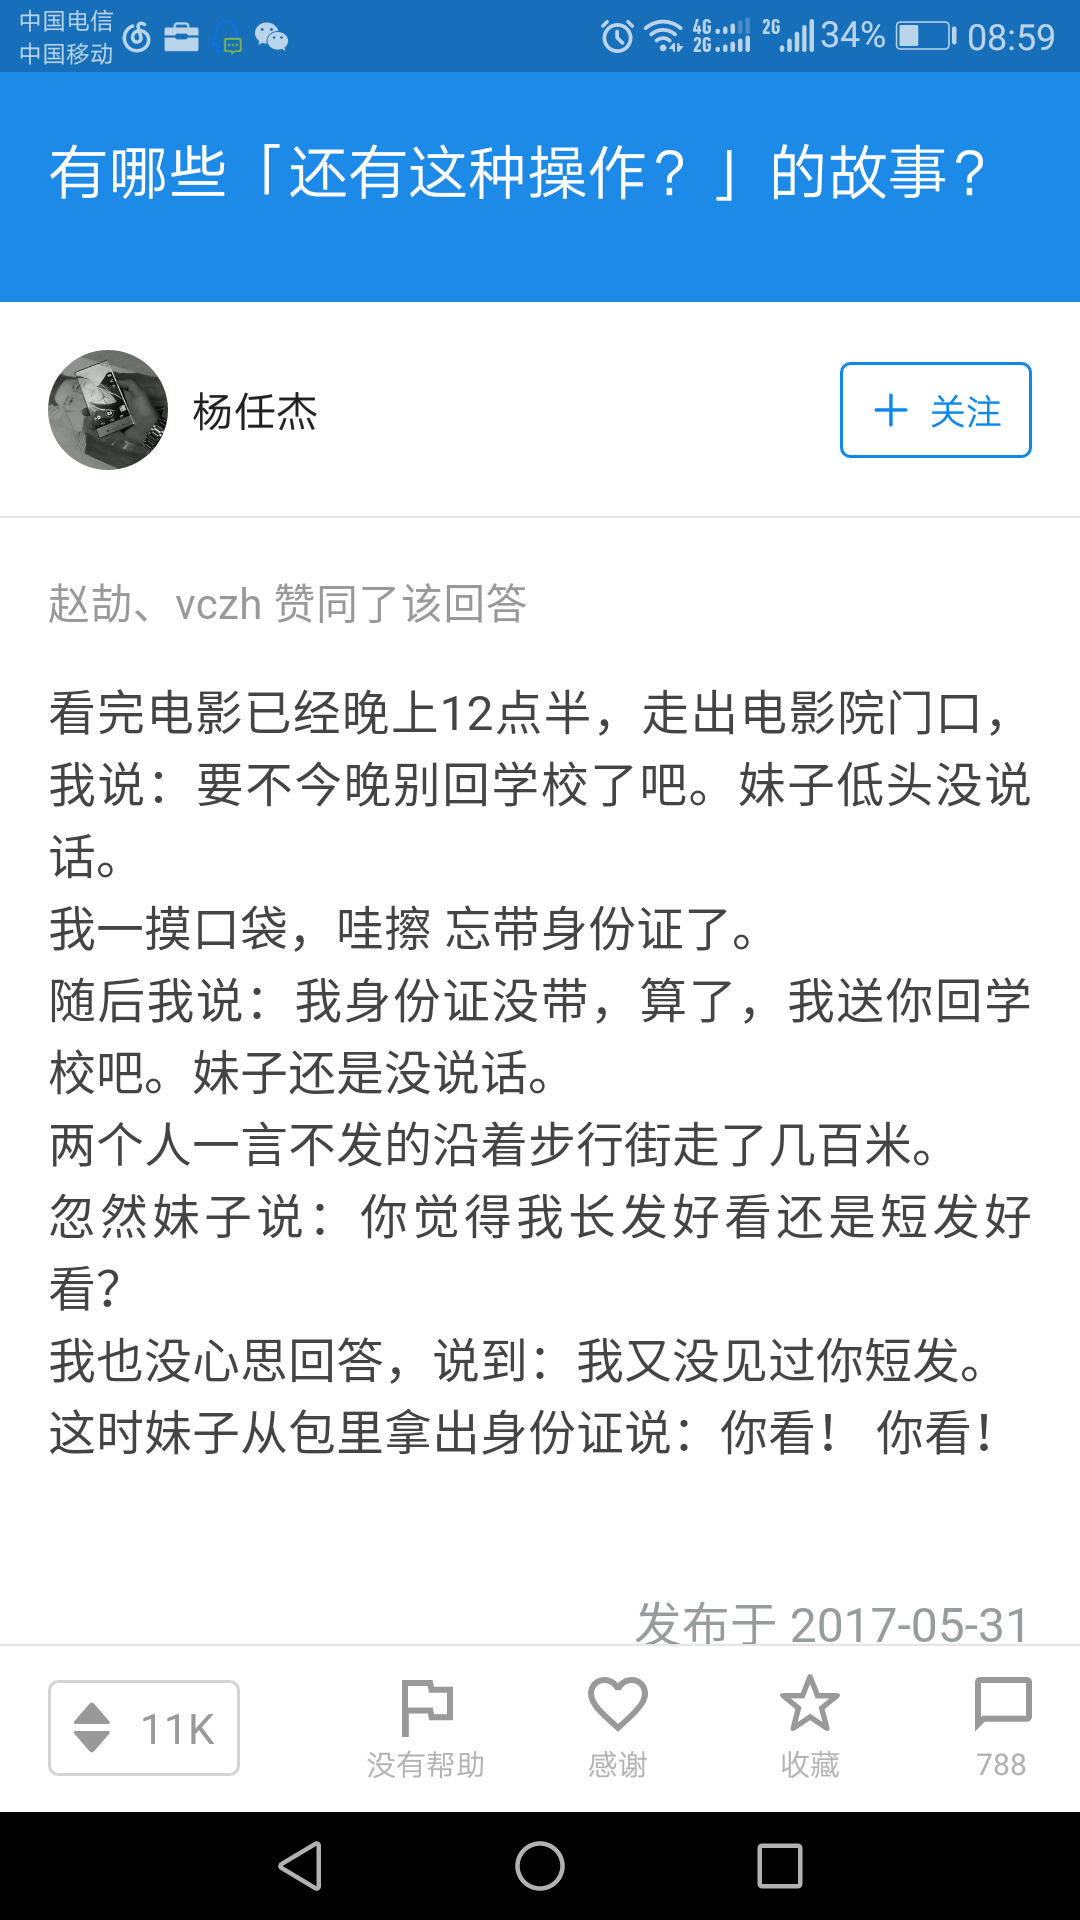 中国电信
中国移动
4G
2G
2G
34%
08:59
有哪些「还有这种操作？」的故事？
杨任杰
关注
赵劼、vczh 赞同了该回答
看完电影已经晚上12点半，走出电影院门口，
我说：要不今晚别回学校了吧。妹子低头没说
话。
我一摸口袋，哇擦 忘带身份证了。
随后我说：我身份证没带，算了，我送你回学
校吧。妹子还是没说话。
两个人一言不发的沿着步行街走了几百米。
忽然妹子说：你觉得我长发好看还是短发好
看？
我也没心思回答，说到：我又没见过你短发。
这时妹子从包里拿出身份证说：你看！ 你看！
发布于 2017-05-31
11K
没有帮助
感谢
收藏
788